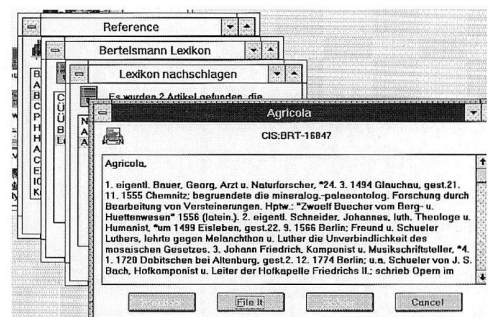 Reference
Bertelsmann Lexikon
Lexikon nachschlagen
Es wurden 2 Artikel gefunden, die
Agricola
CIS:BRT-16847
Agricola,
1. eigentl. Bauer, Georg, Arzt u. Naturforscher, *24. 3. 1494 Glauchau, gest.21.
11. 1555 Chemnitz; begruendete die mineralog.-palaeontolog. Forschung durch
Bearbeitung von Versteinerungen. Hptw.: "Zwoelf Buecher vom Berg- u.
Huettenwesen" 1556 (latein.). 2. eigentl. Schneider, Johannes, luth. Theologe u.
Humanist, *um 1499 Eisleben, gest.22. 9. 1566 Berlin; Freund u. Schueler
Luthers, lehrte gegen Melanchthon u. Luther die Unverbindlichkeit des
mosaischen Gesetzes. 3. Johann Friedrich, Komponist u. Musikschriftsteller, *4.
1. 1720 Dobitschen bei Altenburg, gest.2. 12. 1774 Berlin; u.a. Schueler von J. S.
Bach, Hofkomponist u. Leiter der Hofkapelle Friedrichs II.; schrieb Opern im
File It
Cancel